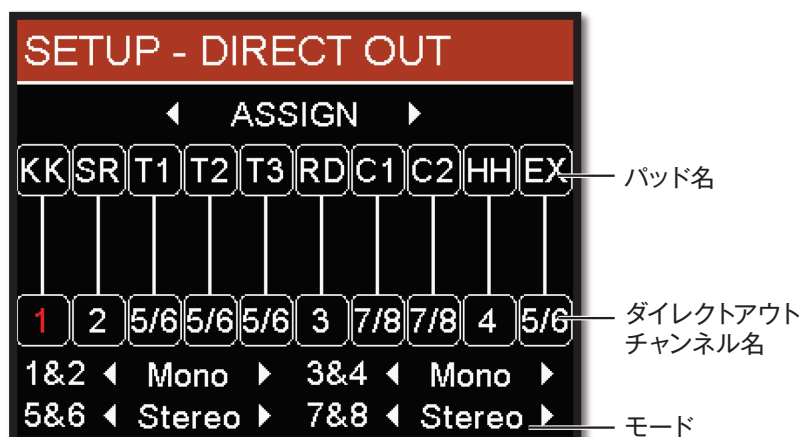 SETUP - DIRECT OUT
◀ ASSIGN ▶
KK SR T1 T2 T3 RD C1 C2 HH EX
パッド名
1 2 5/6 5/6 5/6 3 7/8 7/8 4 5/6
ダイレクトアウト
チャンネル名
1&2 ◀ Mono ▶ 3&4 ◀ Mono ▶
5&6 ◀ Stereo ▶ 7&8 ◀ Stereo ▶
モード